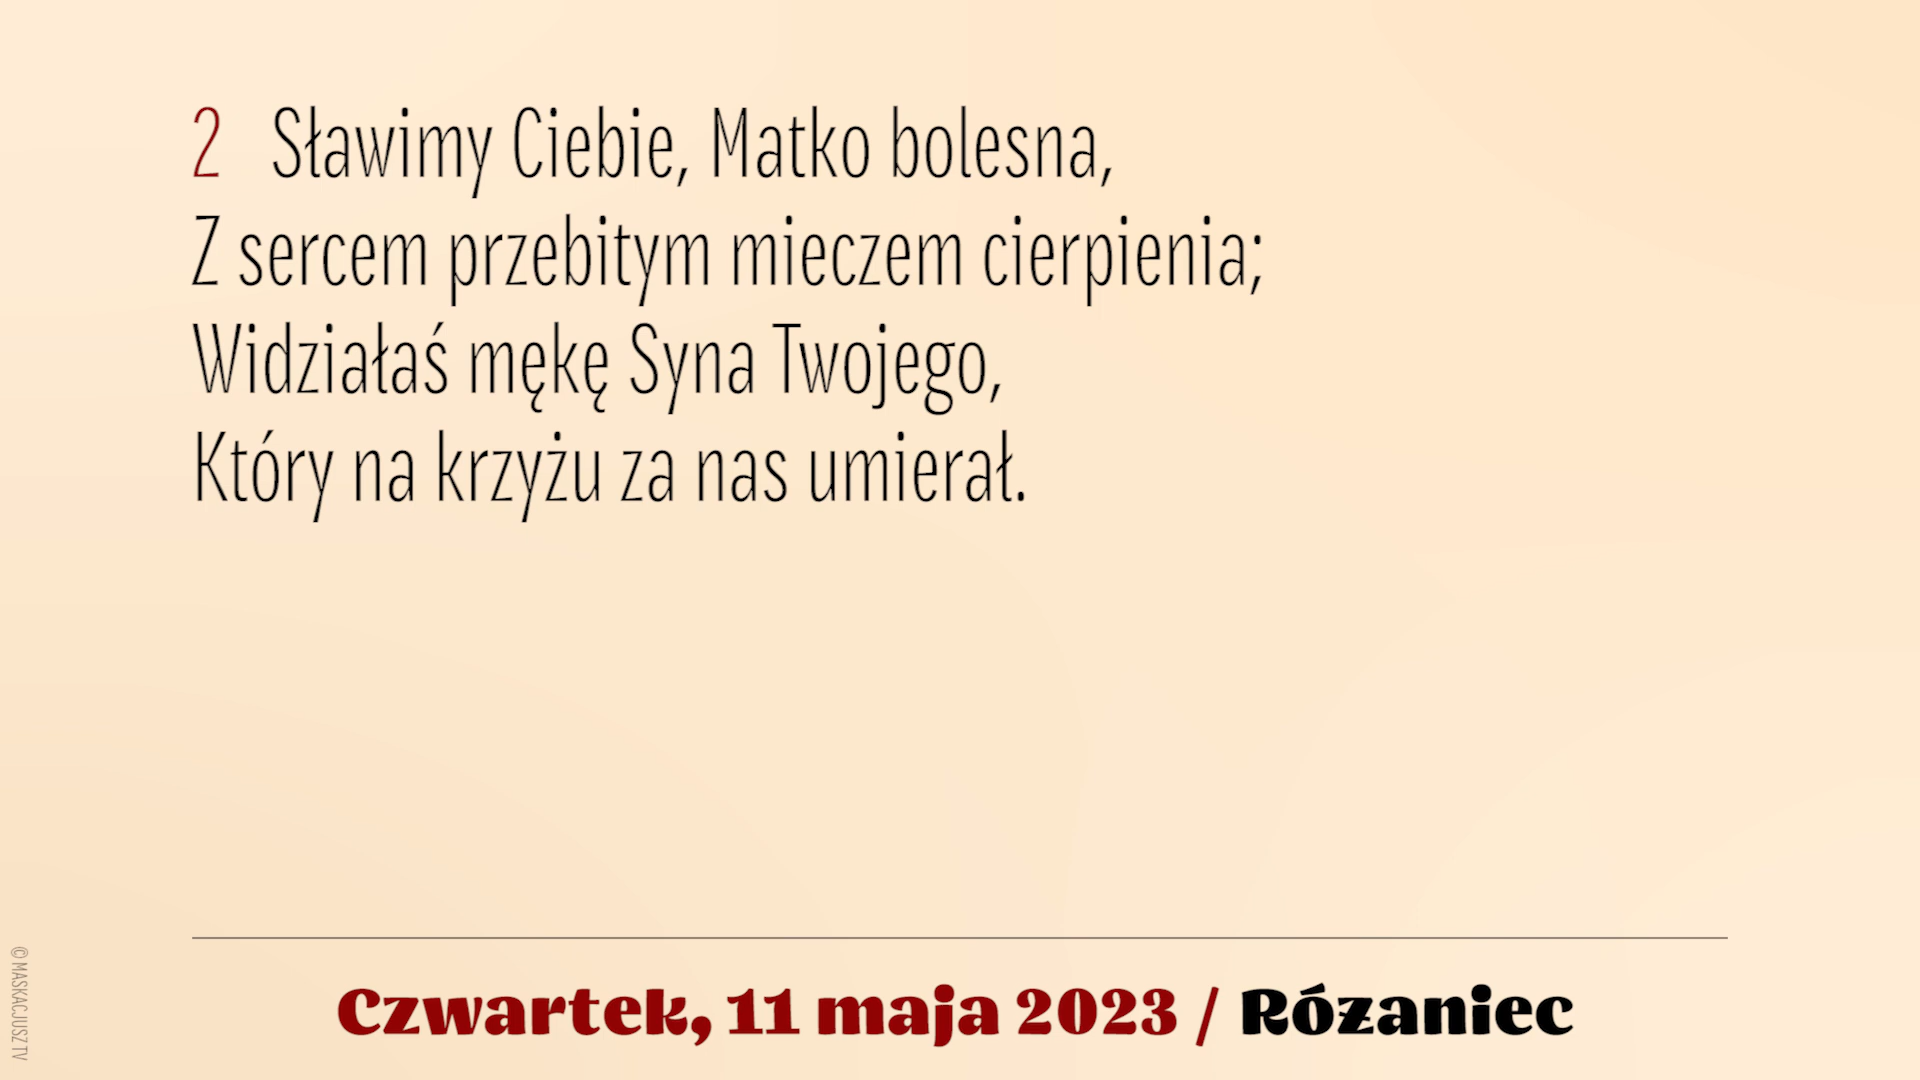 2 Sławimy Ciebie, Matko bolesna,
Z sercem przebitym mieczem cierpienia;
Widziałaś mękę Syna Twojego,
Który na krzyżu za nas umierał.
Czwartek, 11 maja 2023 / Różaniec
© MASKACJUSZ TV